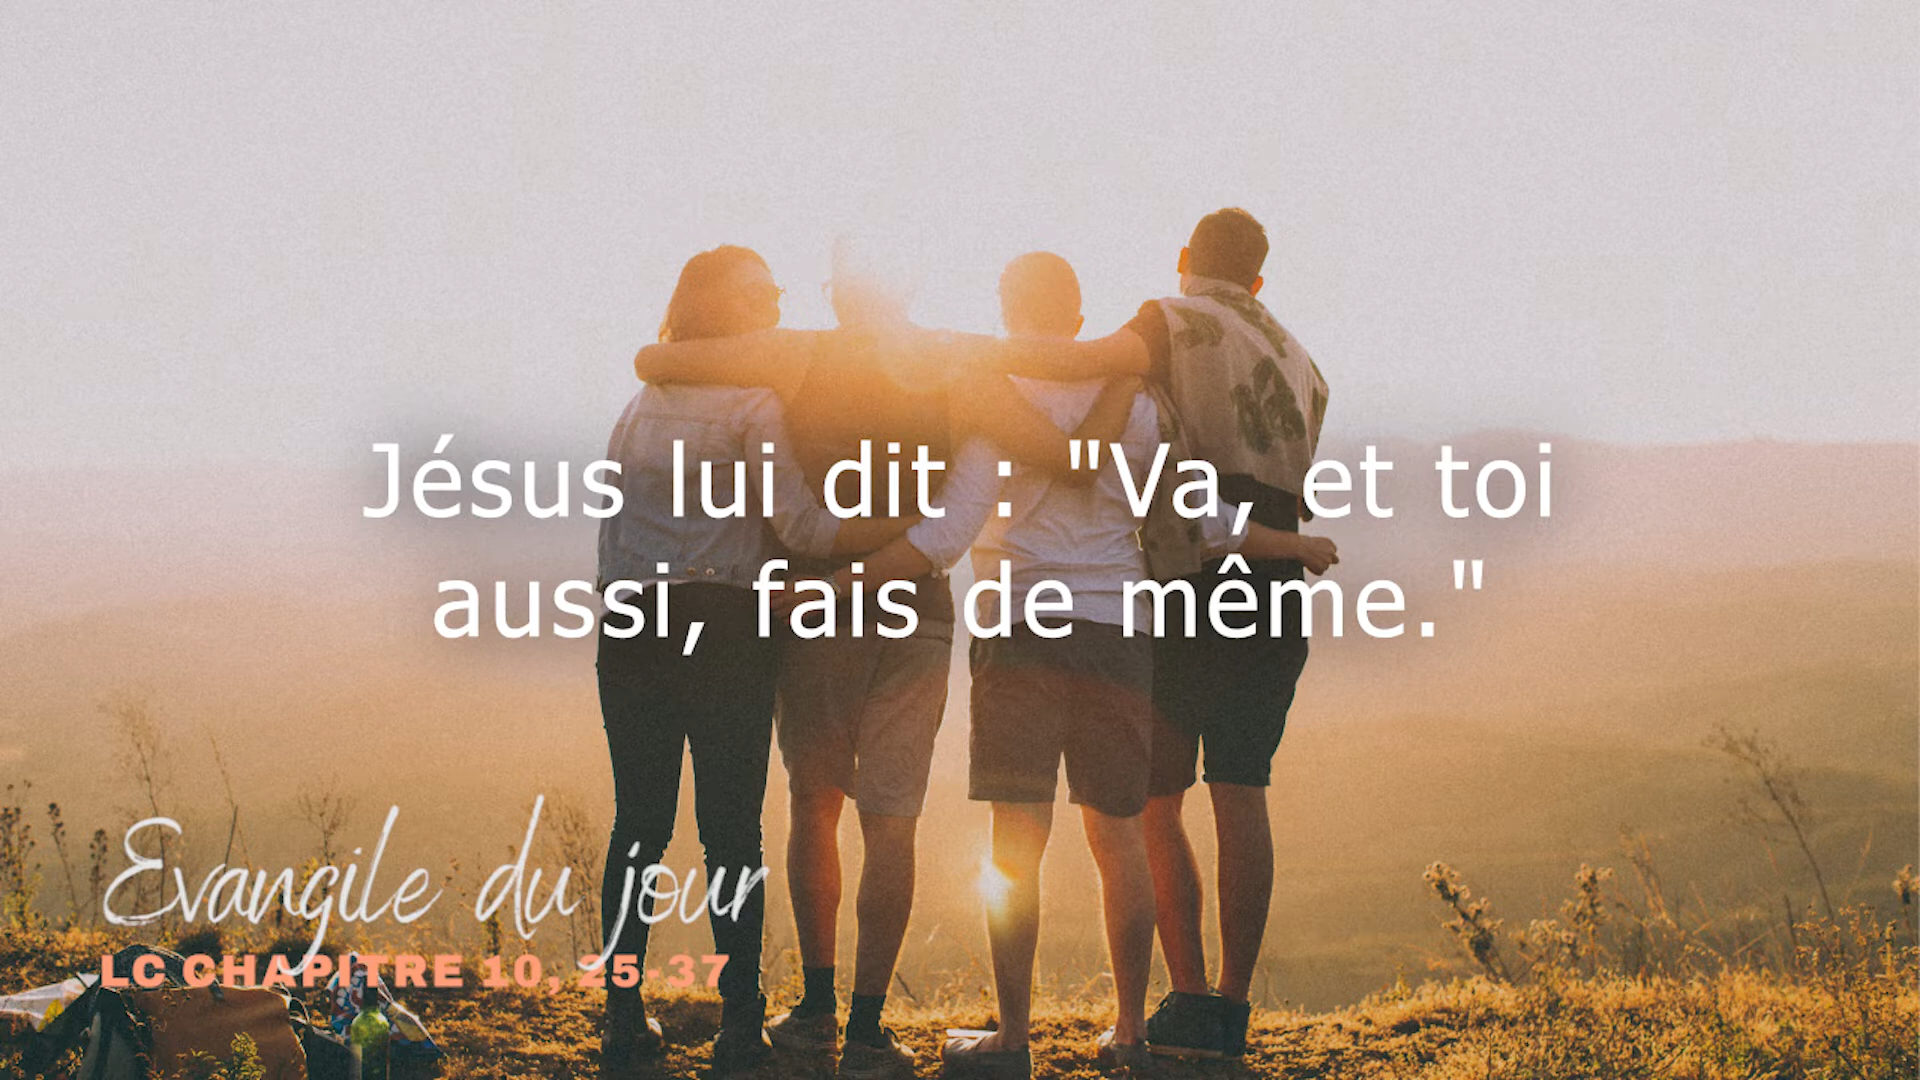 Jésus lui dit : "Va, et toi
aussi, fais de même."
Evangile du jour
LC CHAPITRE 10, 25-37